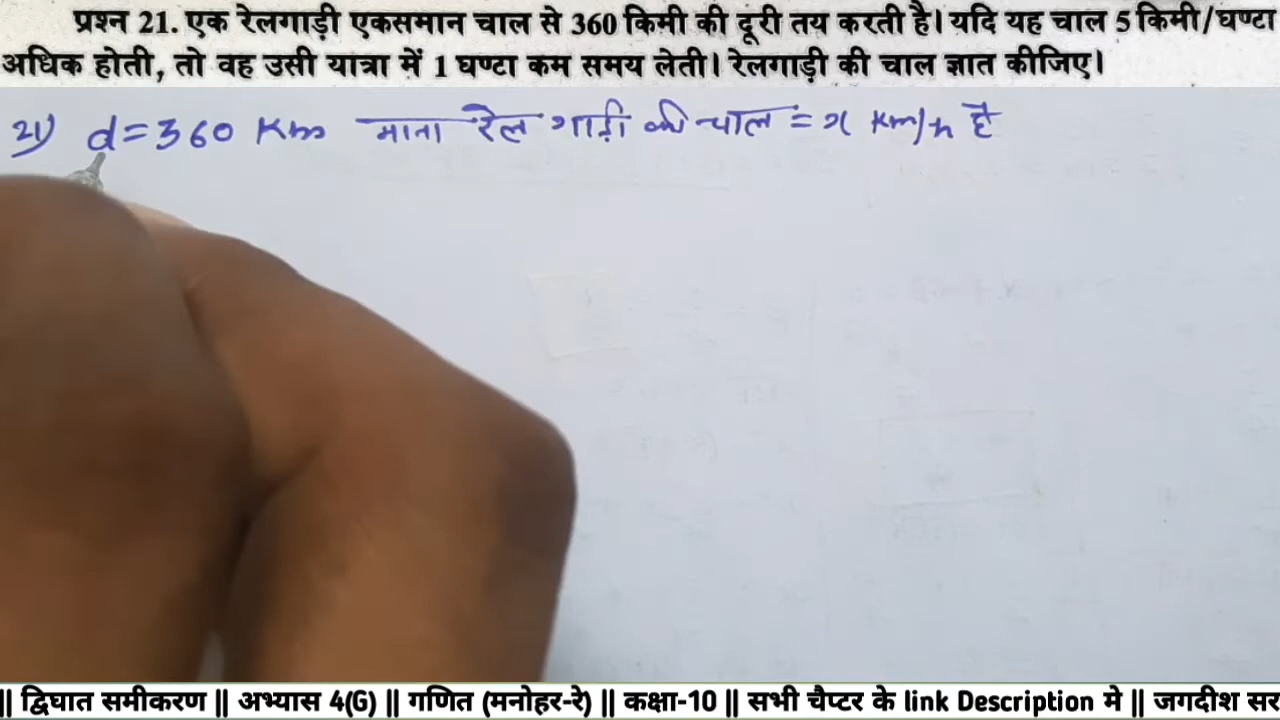 प्रश्न 21. एक रेलगाड़ी एकसमान चाल से 360 किमी की दूरी तय करती है। यदि यह चाल 5 किमी/घण्टा
अधिक होती, तो वह उसी यात्रा में 1 घण्टा कम समय लेती। रेलगाड़ी की चाल ज्ञात कीजिए।
21) d = 360 Km माना रेल गाड़ी की चाल = x Km/h है
|| द्विघात समीकरण || अभ्यास 4(G) || गणित (मनोहर-रे) || कक्षा-10 || सभी चैप्टर के link Description मे || जगदीश सर